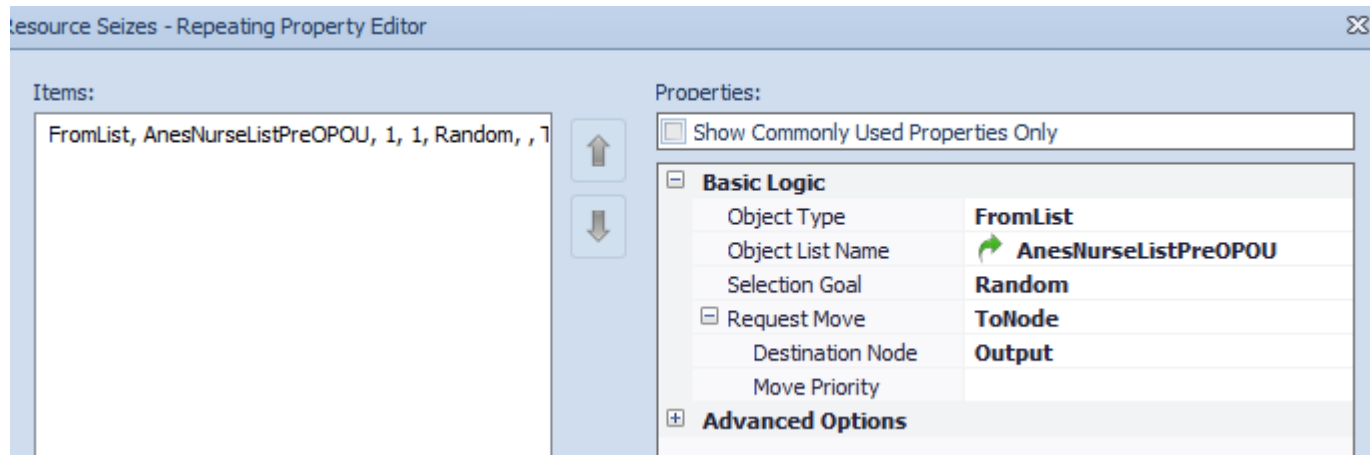 Resource Seizes - Repeating Property Editor
Items:
Properties:
FromList, AnesNurseListPreOPOU, 1, 1, Random, , T
Show Commonly Used Properties Only
Basic Logic
Object Type FromList
Object List Name AnesNurseListPreOPOU
Selection Goal Random
Request Move ToNode
Destination Node Output
Move Priority
Advanced Options